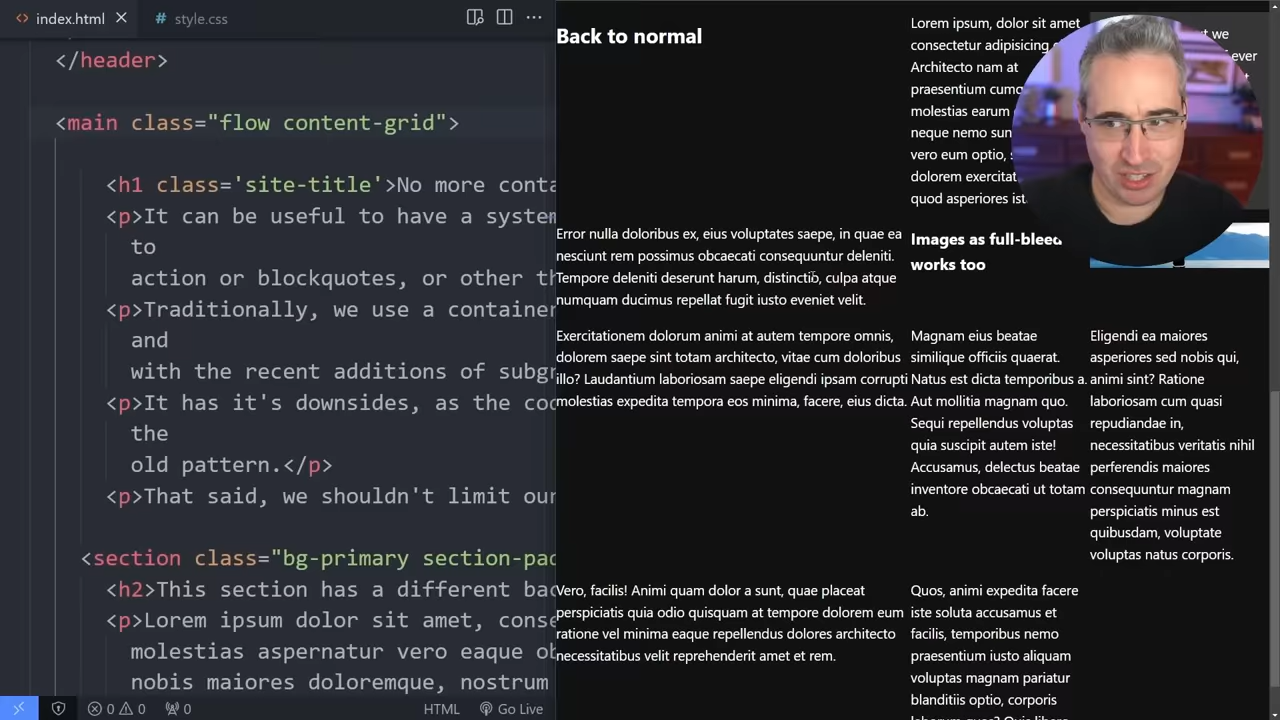 index.html
style.css
</header>
<main class="flow content-grid">
<h1 class='site-title'>No more conta
<p>It can be useful to have a system
to
action or blockquotes, or other th
<p>Traditionally, we use a container
and
with the recent additions of subgr
<p>It has it's downsides, as the cod
the
old pattern.</p>
<p>That said, we shouldn't limit our
<section class="bg-primary section-pad
<h2>This section has a different bac
<p>Lorem ipsum dolor sit amet, conse
molestias aspernatur vero eaque ob
nobis maiores doloremque, nostrum
0 0 0
HTML
Go Live
Back to normal
Lorem ipsum, dolor sit amet
consectetur adipisicing
Architecto nam at
praesentium
molestias earum
neque nemo
vero eum optio,
dolorem
quod asperiores
we
ever
Error nulla doloribus ex, eius voluptates saepe, in quae ea
nesciunt rem possimus obcaecati consequuntur deleniti.
Tempore deleniti deserunt harum, distinctio, culpa atque
numquam ducimus repellat fugit iusto eveniet velit.
Images as full-bleed
works too
Exercitationem dolorum animi at autem tempore omnis,
dolorem saepe sint totam architecto, vitae cum doloribus
illo? Laudantium laboriosam saepe eligendi ipsam corrupti
molestias expedita tempora eos minima, facere, eius dicta.
Magnam eius beatae
similique officiis quaerat.
Natus est dicta temporibus a.
Aut mollitia magnam quo.
Sequi repellendus voluptas
quia suscipit autem iste!
Accusamus, delectus beatae
inventore obcaecati ut totam
ab.
Eligendi ea maiores
asperiores sed nobis qui,
animi sint? Ratione
laboriosam cum quasi
repudiandae in,
necessitatibus veritatis nihil
perferendis maiores
consequuntur magnam
perspiciatis minus est
quibusdam, voluptate
voluptas natus corporis.
Vero, facilis! Animi quam dolor a sunt, quae placeat
perspiciatis quia odio quisquam at tempore dolorem eum
ratione vel minima eaque repellendus dolores architecto
necessitatibus velit reprehenderit amet et rem.
Quos, animi expedita facere
iste soluta accusamus et
facilis, temporibus nemo
praesentium iusto aliquam
voluptas magnam pariatur
blanditiis optio, corporis